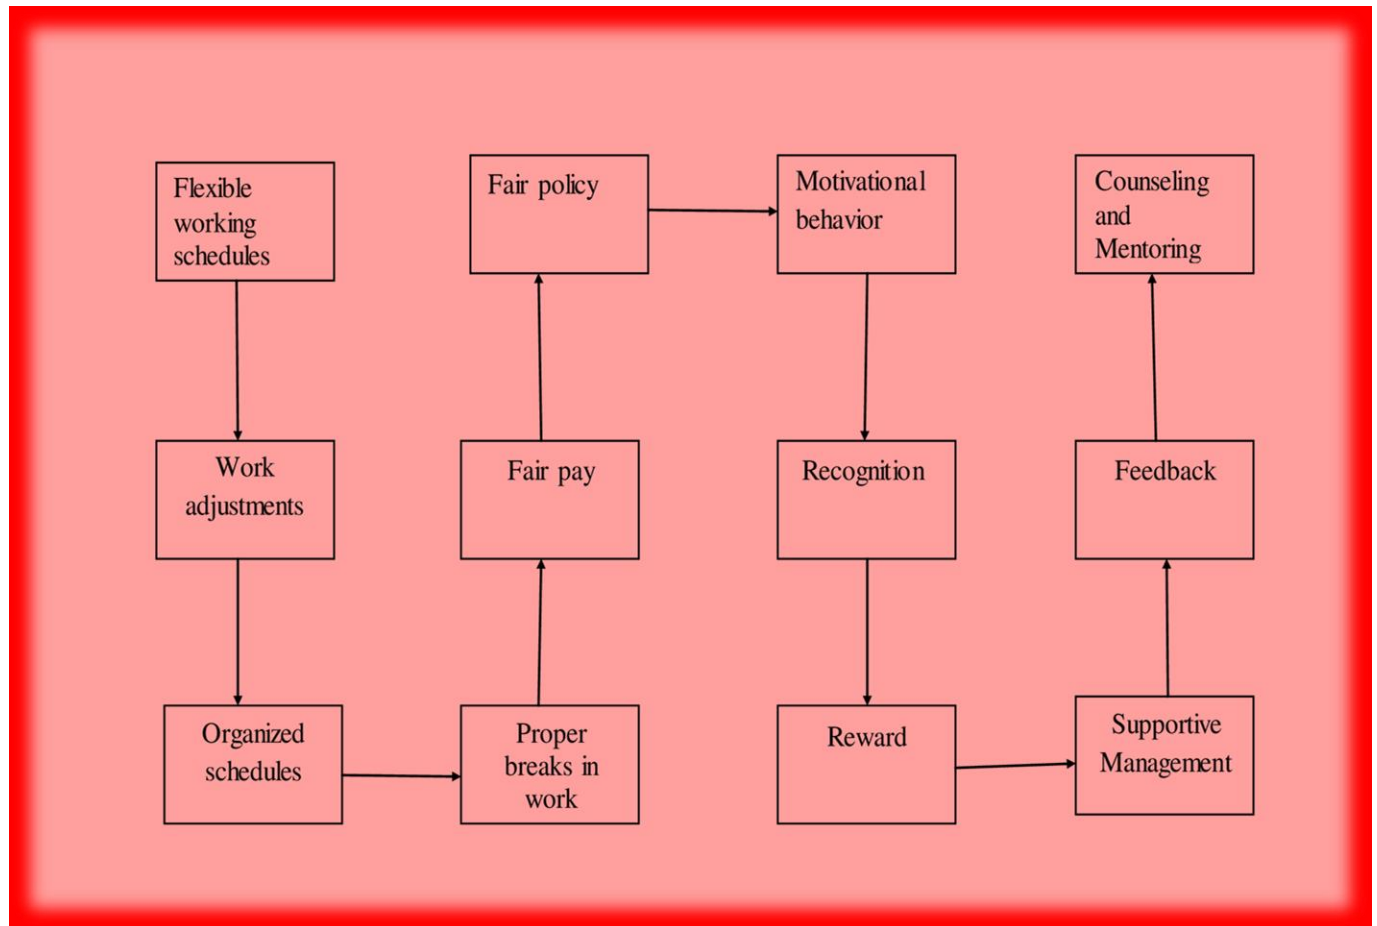 Flexible
working
schedules
Work
adjustments
Organized
schedules
Proper
breaks in
work
Fair pay
Fair policy
Motivational
behavior
Recognition
Reward
Supportive
Management
Feedback
Counseling
and
Mentoring